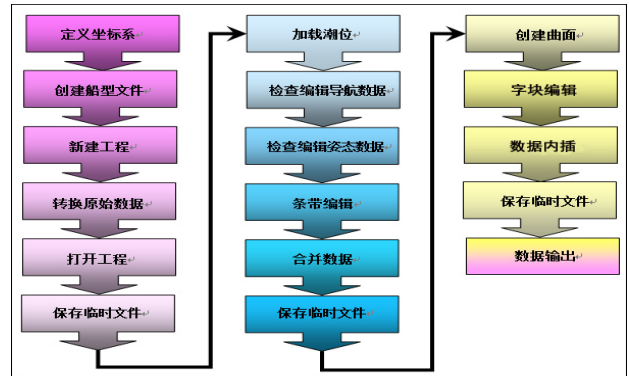 定义坐标系
创建船型文件
新建工程
转换原始数据
打开工程
保存临时文件
加载潮位
检查编辑导航数据
检查编辑姿态数据
条带编辑
合并数据
保存临时文件
创建曲面
字块编辑
数据内插
保存临时文件
数据输出